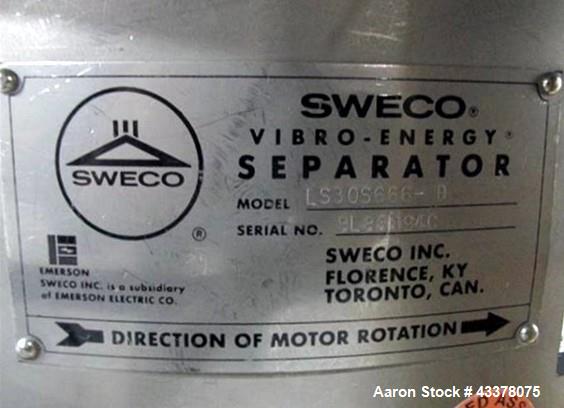 SWECO®
VIBRO-ENERGY®
SEPARATOR
SWECO
®
MODEL LS30S666-
SERIAL NO.
EMERSON
SWECO INC. is a subsidiary
of EMERSON ELECTRIC CO.
SWECO INC.
FLORENCE, KY
TORONTO, CAN.
DIRECTION OF MOTOR ROTATION
Aaron Stock # 43378075